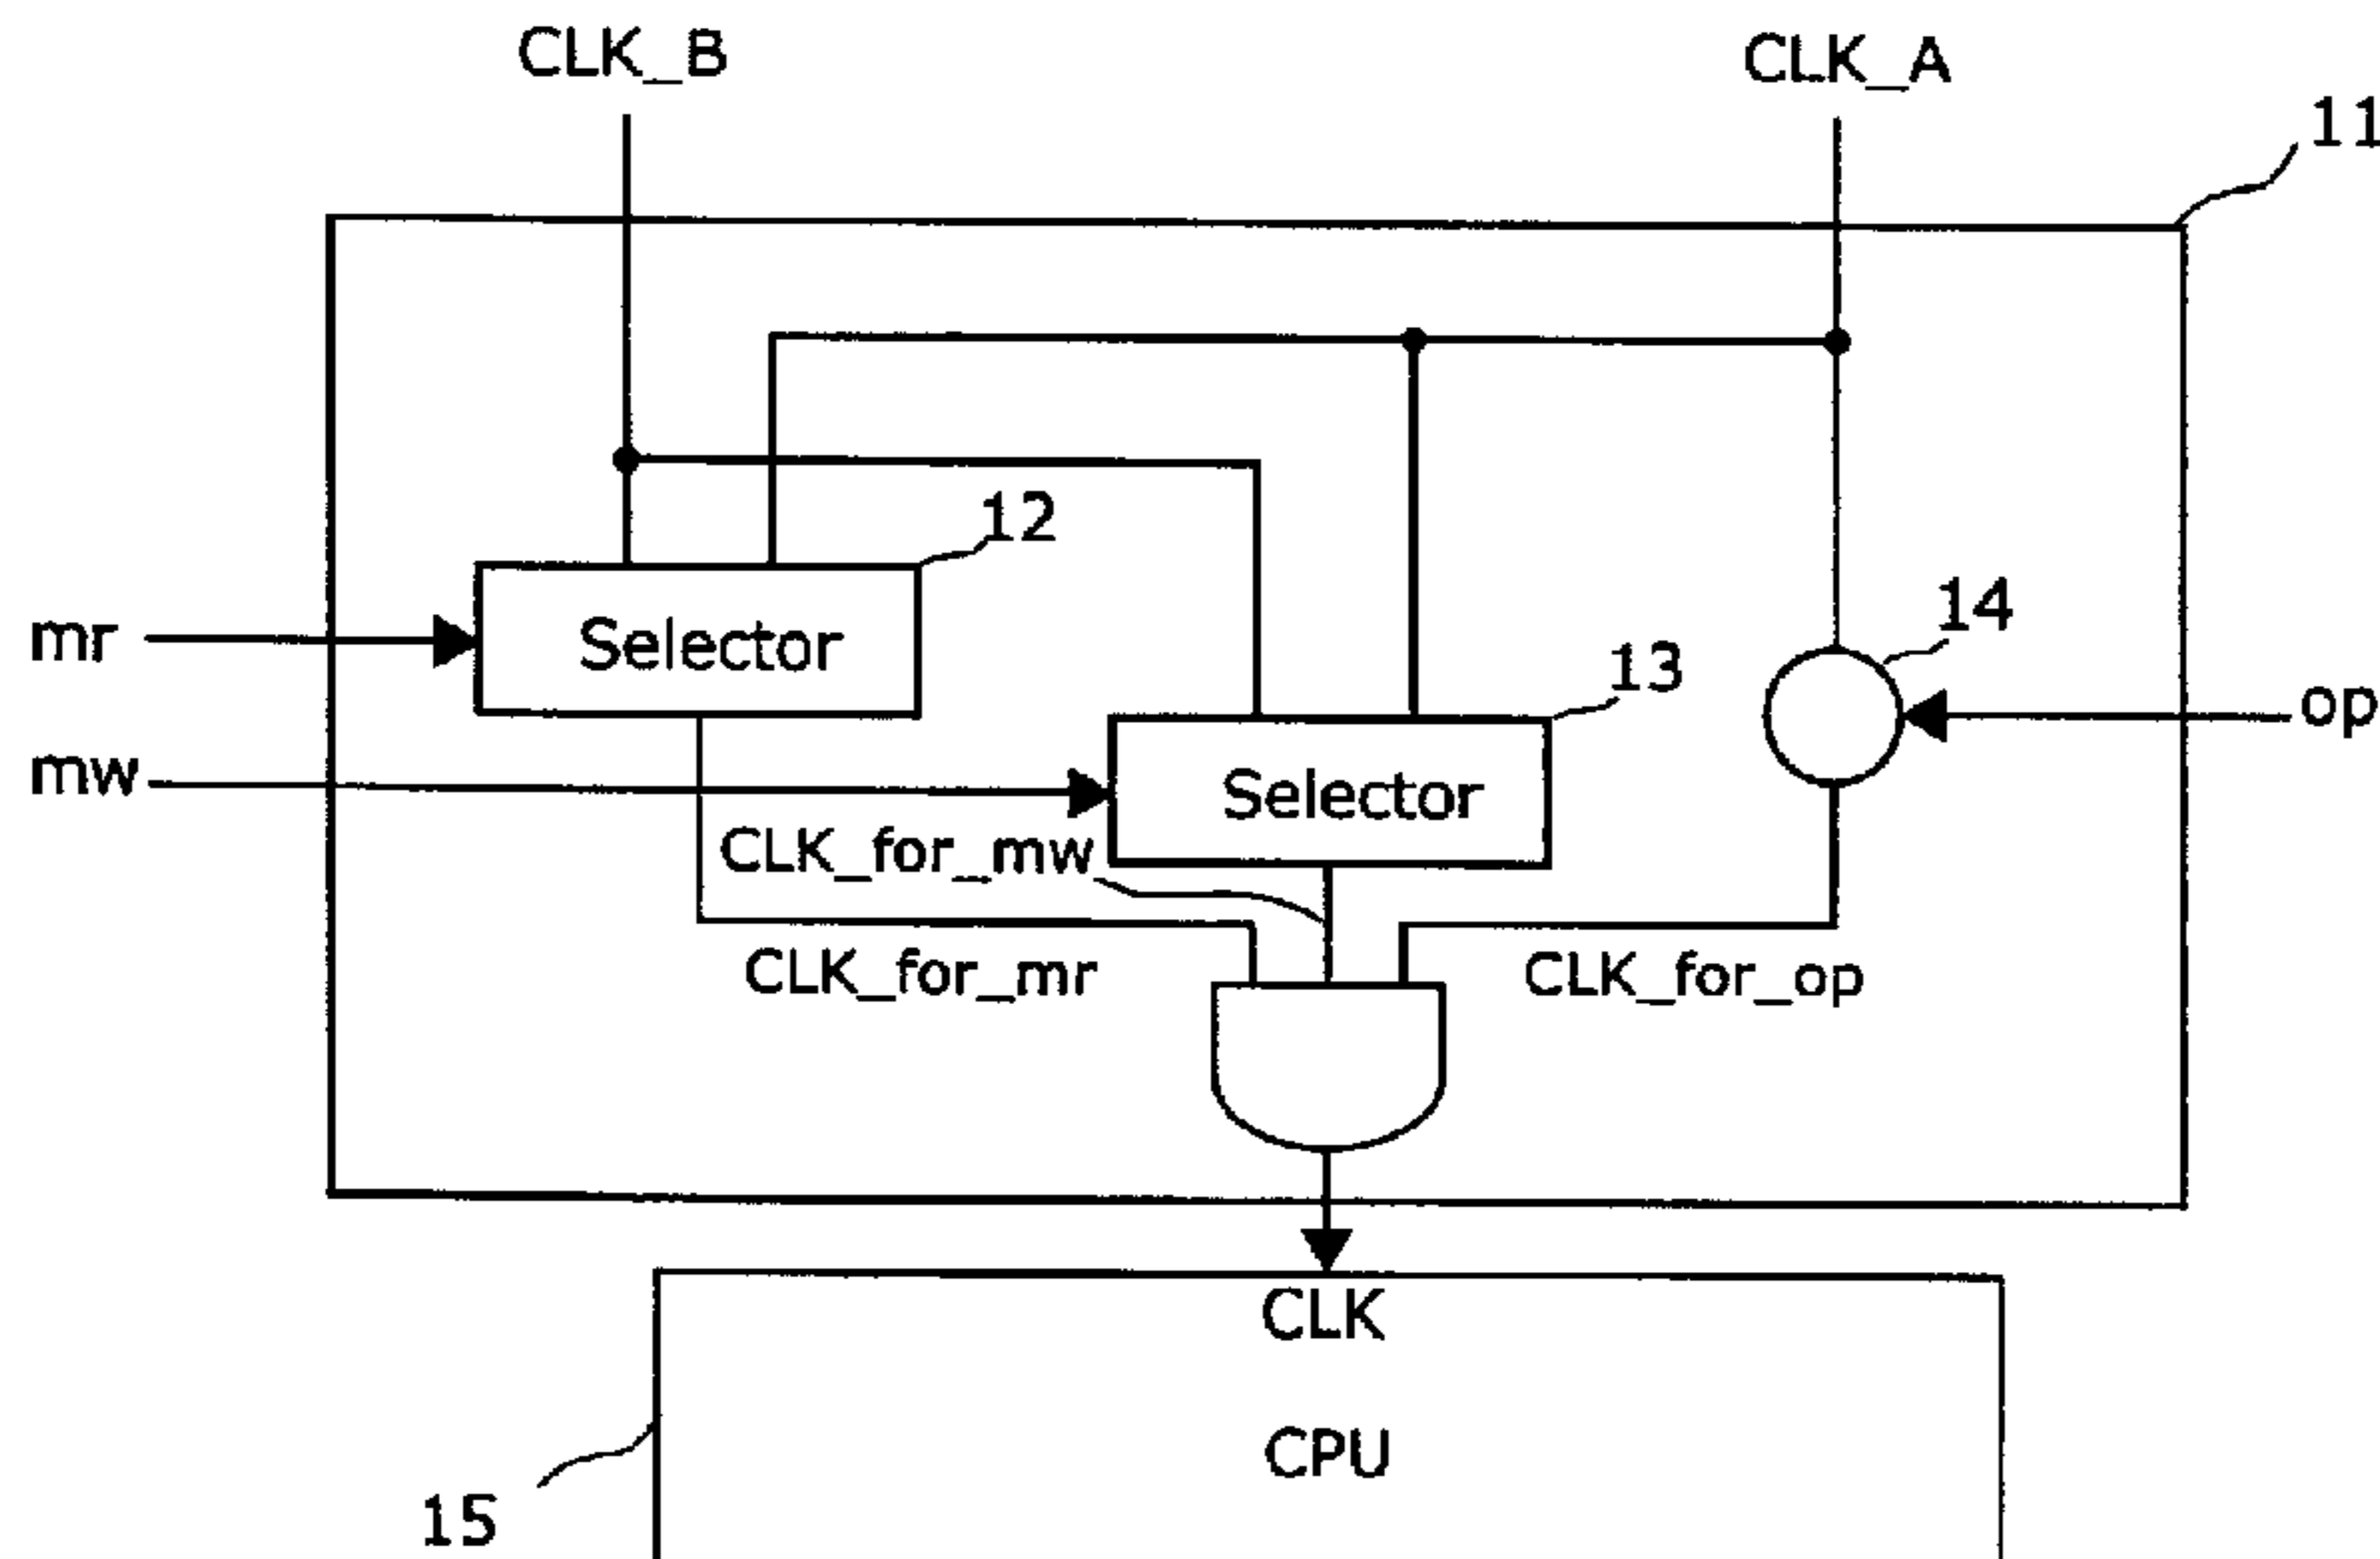 CLK_B
CLK_A
11
12
mr
Selector
14
13
op
mw
Selector
CLK_for_mw
CLK_for_mr
CLK_for_op
CLK
CPU
15